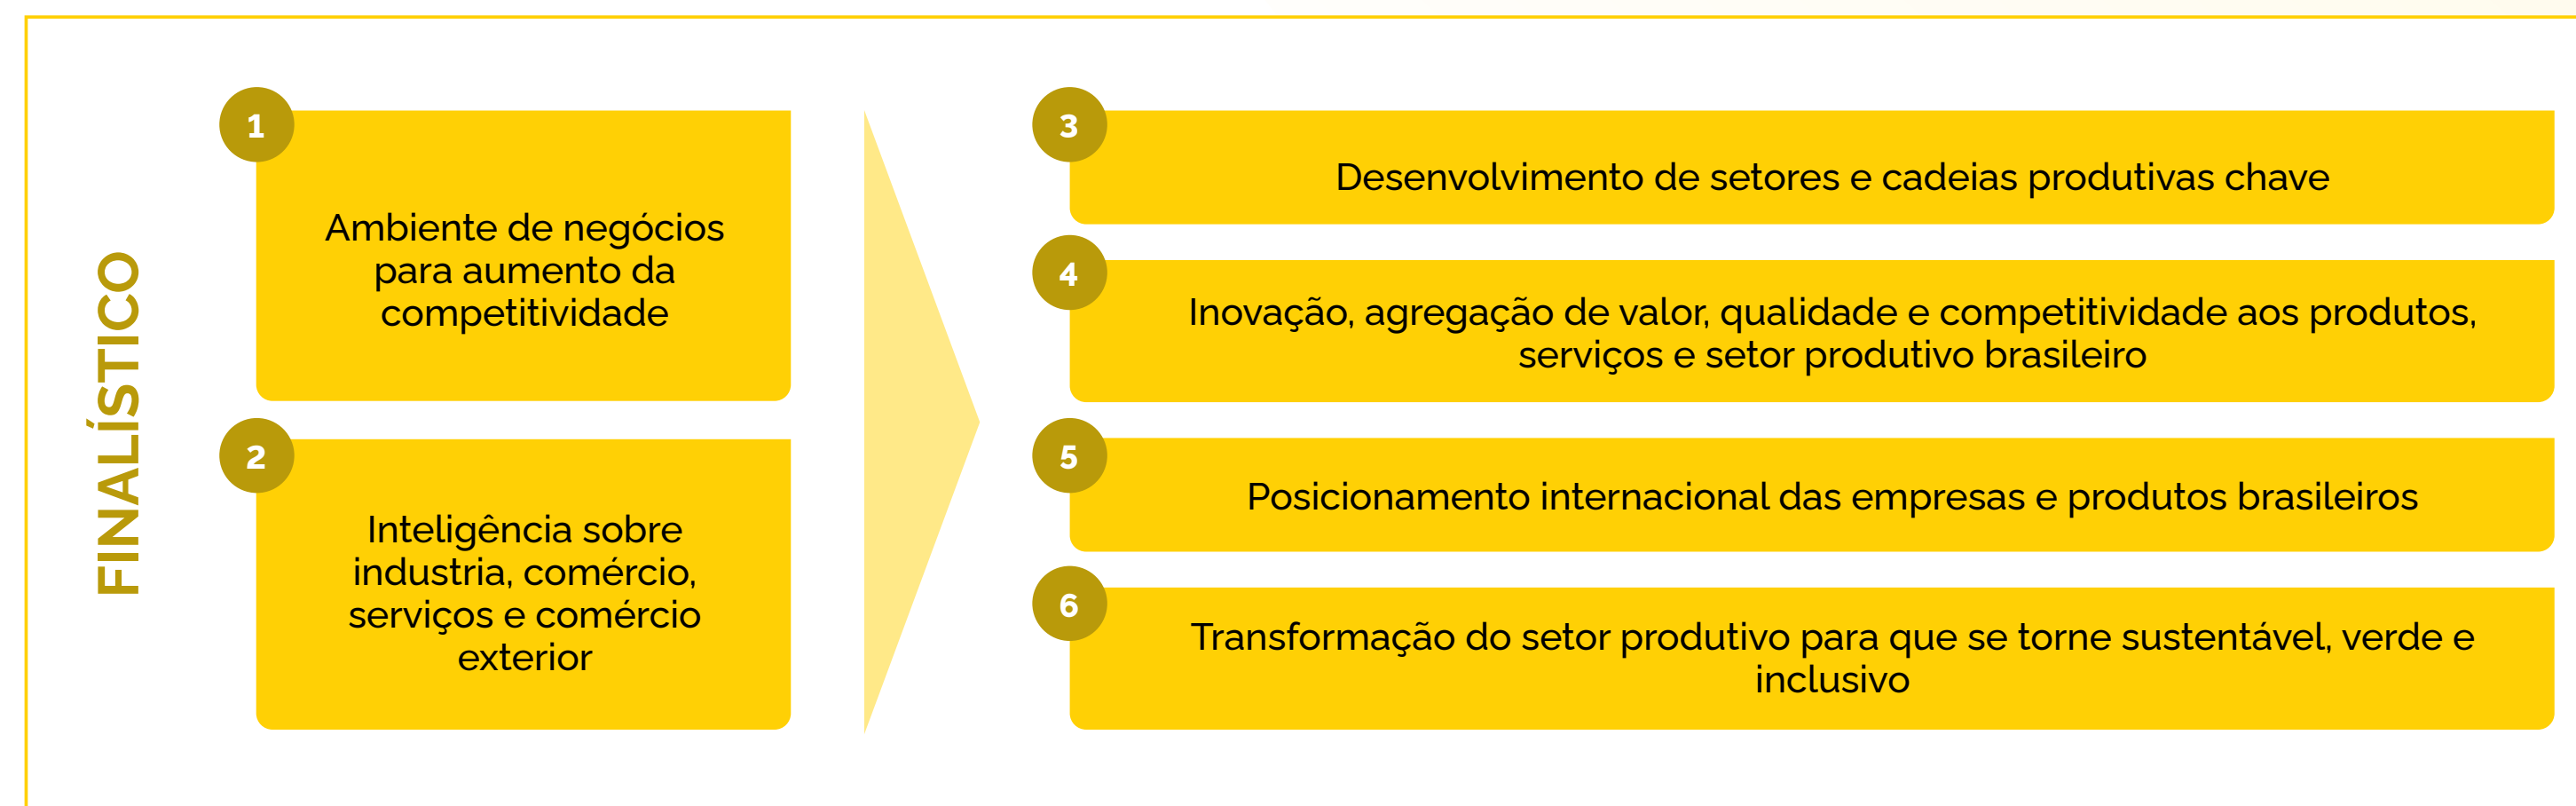 FINALÍSTICO
1
Ambiente de negócios
para aumento da
competitividade
2
Inteligência sobre
industria, comércio,
serviços e comércio
exterior
3
Desenvolvimento de setores e cadeias produtivas chave
4
Inovação, agregação de valor, qualidade e competitividade aos produtos,
serviços e setor produtivo brasileiro
5
Posicionamento internacional das empresas e produtos brasileiros
6
Transformação do setor produtivo para que se torne sustentável, verde e
inclusivo